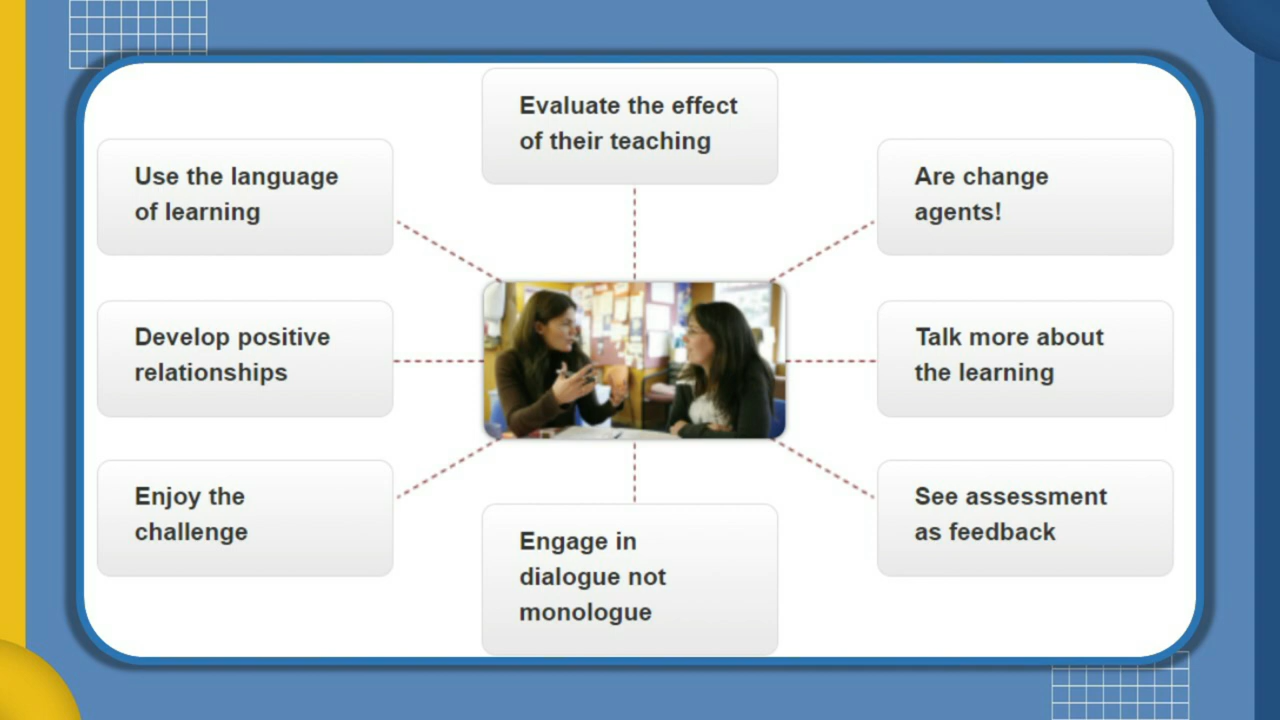 Evaluate the effect
of their teaching
Use the language
of learning
Are change
agents!
Develop positive
relationships
Talk more about
the learning
Enjoy the
challenge
See assessment
as feedback
Engage in
dialogue not
monologue